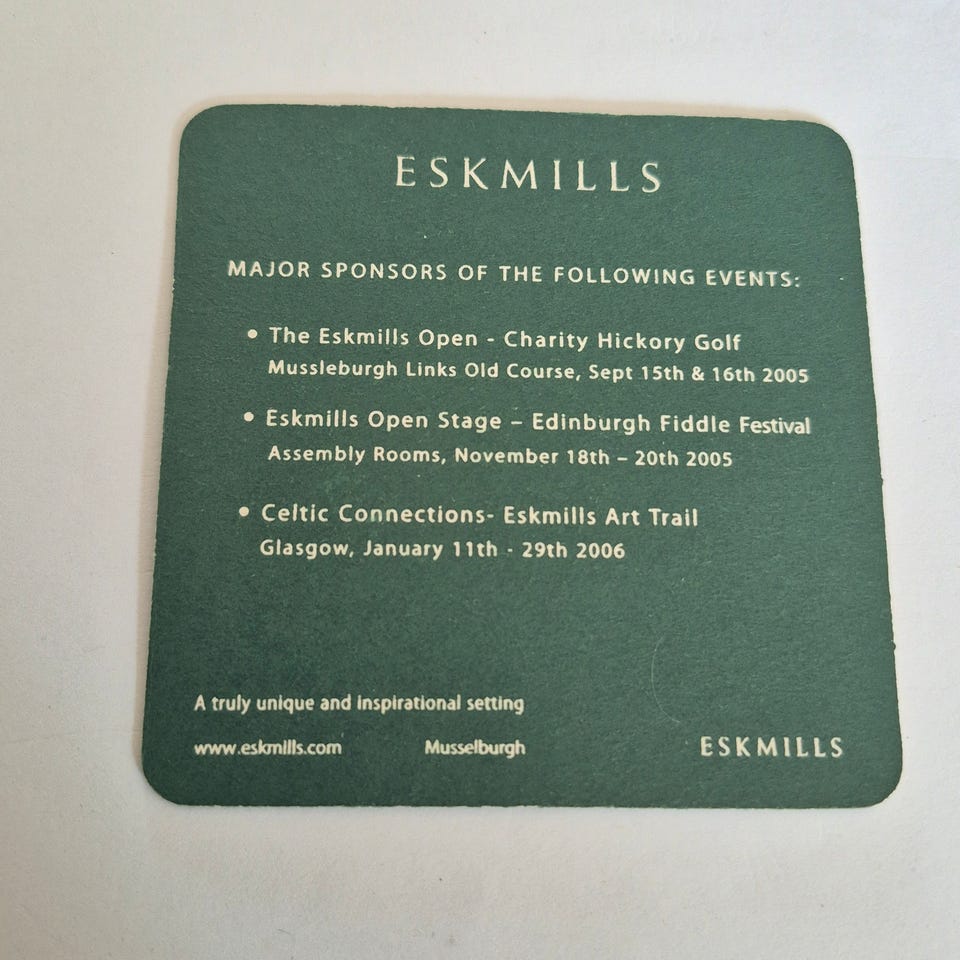 ESKMILLS
MAJOR SPONSORS OF THE FOLLOWING EVENTS:
• The Eskmills Open - Charity Hickory Golf
Mussleburgh Links Old Course, Sept 15th & 16th 2005
• Eskmills Open Stage – Edinburgh Fiddle Festival
Assembly Rooms, November 18th – 20th 2005
• Celtic Connections- Eskmills Art Trail
Glasgow, January 11th - 29th 2006
A truly unique and inspirational setting
www.eskmills.com Musselburgh ESKMILLS